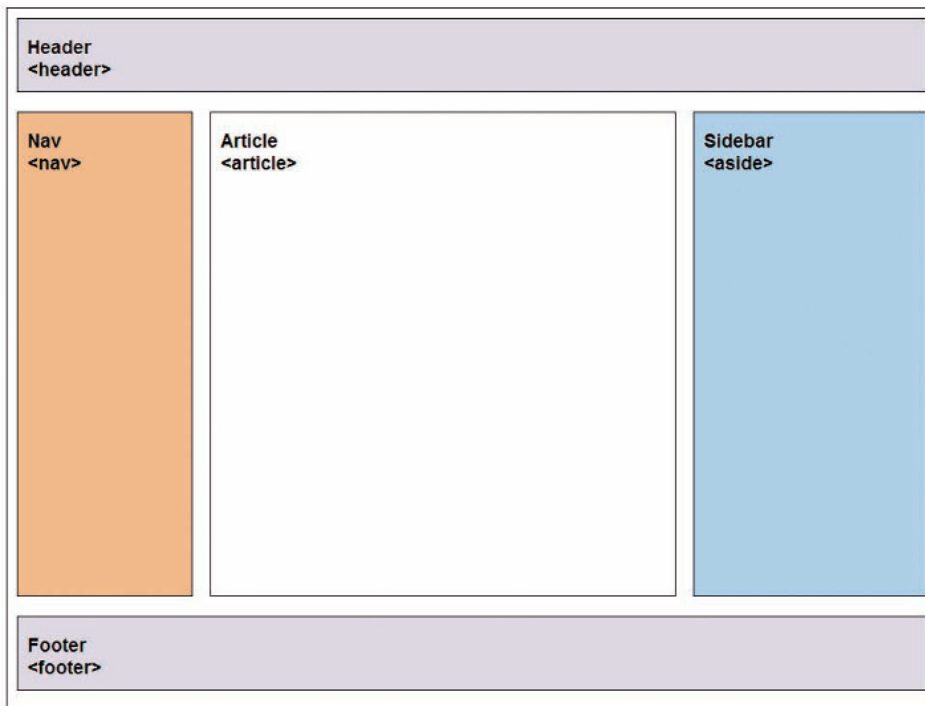 Header
<header>
Nav
<nav>
Article
<article>
Sidebar
<aside>
Footer
<footer>